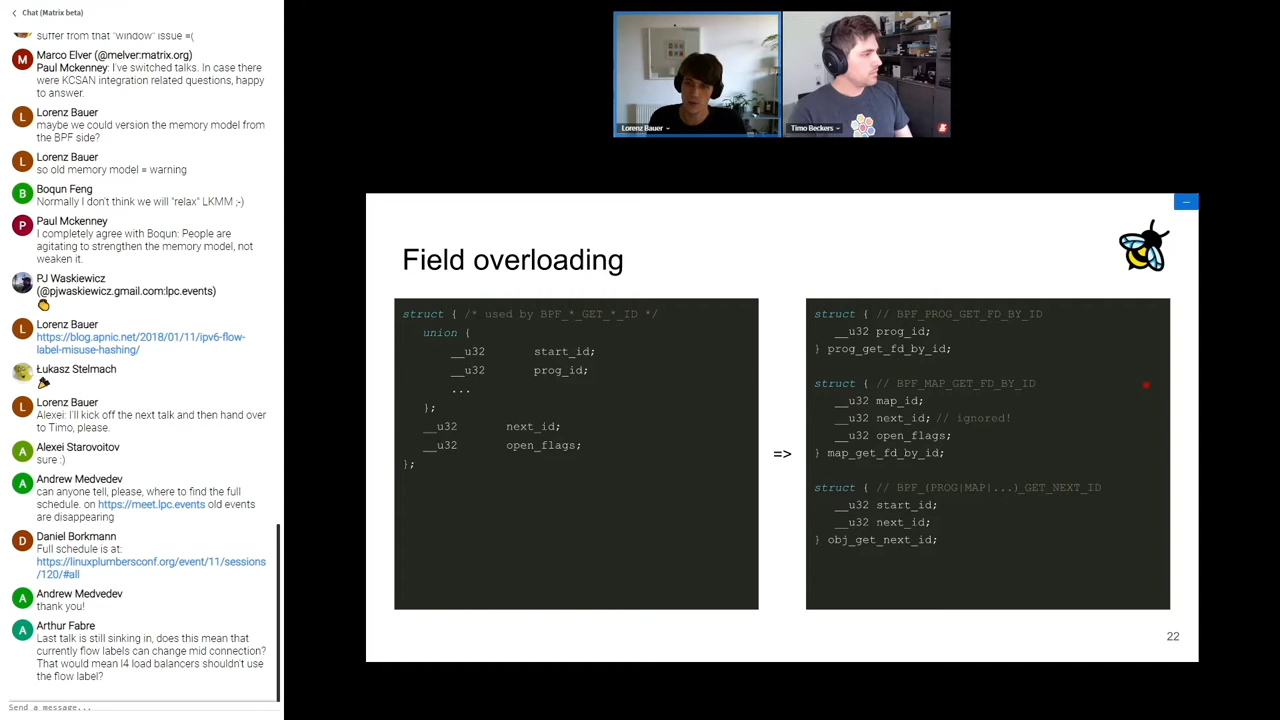 Chat (Matrix beta)
suffer from that "window" issue =(
M
Marco Elver (@melver:matrix.org)
Paul Mckenney: I've switched talks. In case there
were KCSAN integration related questions, happy
to answer.
L
Lorenz Bauer
maybe we could version the memory model from
the BPF side?
L
Lorenz Bauer
so old memory model = warning
B
Boqun Feng
Normally I don't think we will "relax" LKMM ;-)
P
Paul Mckenney
I completely agree with Boqun: People are
agitating to strengthen the memory model, not
weaken it.
PJ Waskiewicz
(@pjwaskiewicz.gmail.com:lpc.events)
👏
L
Lorenz Bauer
https://blog.apnic.net/2018/01/11/ipv6-flow-
label-misuse-hashing/
Łukasz Stelmach
🎉
L
Lorenz Bauer
Alexei: I'll kick off the next talk and then hand over
to Timo, please.
A
Alexei Starovoitov
sure :)
A
Andrew Medvedev
can anyone tell, please, where to find the full
schedule. on https://meet.lpc.events old events
are disappearing
D
Daniel Borkmann
Full schedule is at:
https://linuxplumbersconf.org/event/11/sessions
/120/#all
A
Andrew Medvedev
thank you!
A
Arthur Fabre
Last talk is still sinking in, does this mean that
currently flow labels can change mid connection?
That would mean l4 load balancers shouldn't use
the flow label?
Send a message...
Lorenz Bauer
Timo Beckers
Field overloading
struct { /* used by BPF_*_GET_*_ID */
union {
__u32 start_id;
__u32 prog_id;
...
};
__u32 next_id;
__u32 open_flags;
};
=>
struct { // BPF_PROG_GET_FD_BY_ID
__u32 prog_id;
} prog_get_fd_by_id;
struct { // BPF_MAP_GET_FD_BY_ID
__u32 map_id;
__u32 next_id; // ignored!
__u32 open_flags;
} map_get_fd_by_id;
struct { // BPF_(PROG|MAP|...)_GET_NEXT_ID
__u32 start_id;
__u32 next_id;
} obj_get_next_id;
22